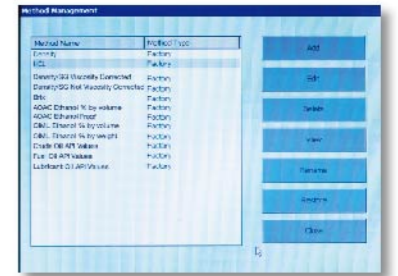 Method Management
Method Name Method Type
Density Factory
HCL Factory
Density/SG Viscosity Corrected Factory
Density/SG Not Viscosity Corrected Factory
Brix Factory
AOAC Ethanol % by volume Factory
AOAC Ethanol Proof Factory
OIML Ethanol % by volume Factory
OIML Ethanol % by weight Factory
Crude Oil API Values Factory
Fuel Oil API Values Factory
Lubricant Oil API Values Factory
Add
Edit
Delete
View
Rename
Restore
Close